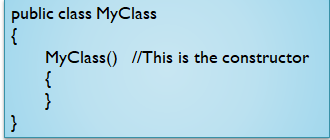 public class MyClass
{
MyClass() //This is the constructor
{
}
}